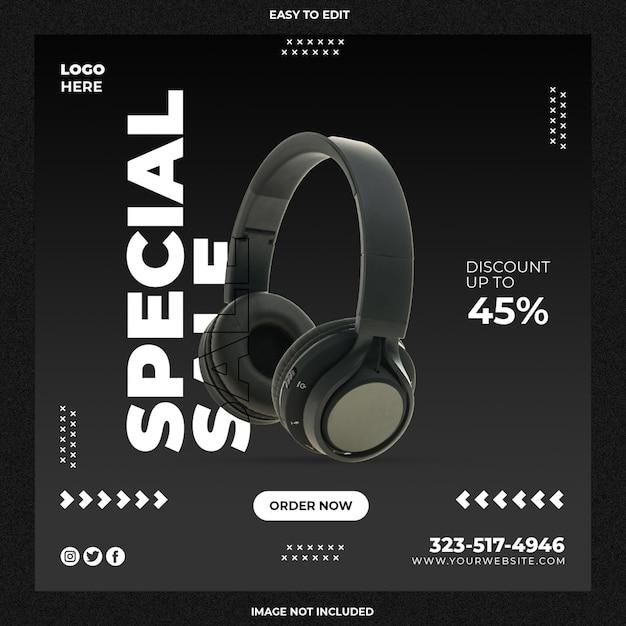 EASY TO EDIT
LOGO
HERE
SPECIAL
SALE
DISCOUNT
UP TO
45%
ORDER NOW
323-517-4946
WWW.YOURWEBSITE.COM
IMAGE NOT INCLUDED